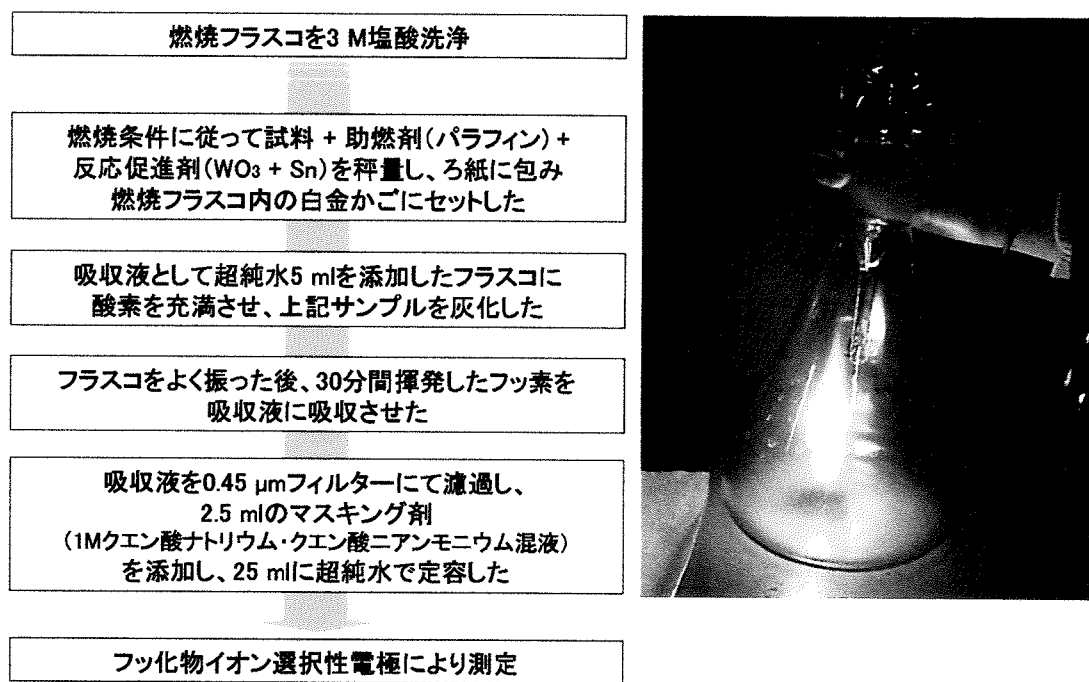 燃焼フラスコを3 M塩酸洗浄
燃焼条件に従って試料 + 助燃剤(パラフィン) +
反応促進剤(WO₃ + Sn)を秤量し、ろ紙に包み
燃焼フラスコ内の白金かごにセットした
吸収液として超純水5 mlを添加したフラスコに
酸素を充満させ、上記サンプルを灰化した
フラスコをよく振った後、30分間揮発したフッ素を
吸収液に吸収させた
吸収液を0.45 µmフィルターにて濾過し、
2.5 mlのマスキング剤
(1Mクエン酸ナトリウム・クエン酸二アンモニウム混液)
を添加し、25 mlに超純水で定容した
フッ化物イオン選択性電極により測定